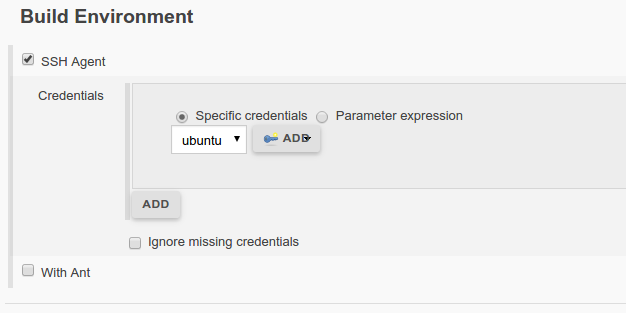 Build Environment
SSH Agent
Credentials
Specific credentials Parameter expression
ubuntu ADD
ADD
Ignore missing credentials
With Ant